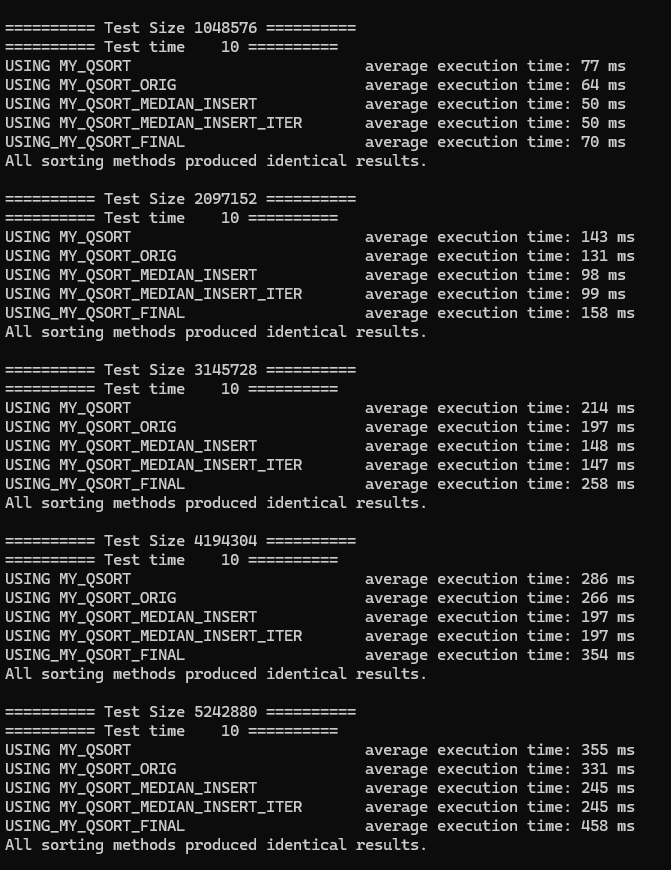 ========== Test Size 1048576 ==========
========== Test time    10 ==========
USING MY_QSORT                          average execution time: 77 ms
USING MY_QSORT_ORIG                     average execution time: 64 ms
USING MY_QSORT_MEDIAN_INSERT            average execution time: 50 ms
USING MY_QSORT_MEDIAN_INSERT_ITER       average execution time: 50 ms
USING_MY_QSORT_FINAL                    average execution time: 70 ms
All sorting methods produced identical results.

========== Test Size 2097152 ==========
========== Test time    10 ==========
USING MY_QSORT                          average execution time: 143 ms
USING MY_QSORT_ORIG                     average execution time: 131 ms
USING MY_QSORT_MEDIAN_INSERT            average execution time: 98 ms
USING MY_QSORT_MEDIAN_INSERT_ITER       average execution time: 99 ms
USING_MY_QSORT_FINAL                    average execution time: 158 ms
All sorting methods produced identical results.

========== Test Size 3145728 ==========
========== Test time    10 ==========
USING MY_QSORT                          average execution time: 214 ms
USING MY_QSORT_ORIG                     average execution time: 197 ms
USING MY_QSORT_MEDIAN_INSERT            average execution time: 148 ms
USING MY_QSORT_MEDIAN_INSERT_ITER       average execution time: 147 ms
USING_MY_QSORT_FINAL                    average execution time: 258 ms
All sorting methods produced identical results.

========== Test Size 4194304 ==========
========== Test time    10 ==========
USING MY_QSORT                          average execution time: 286 ms
USING MY_QSORT_ORIG                     average execution time: 266 ms
USING MY_QSORT_MEDIAN_INSERT            average execution time: 197 ms
USING MY_QSORT_MEDIAN_INSERT_ITER       average execution time: 197 ms
USING_MY_QSORT_FINAL                    average execution time: 354 ms
All sorting methods produced identical results.

========== Test Size 5242880 ==========
========== Test time    10 ==========
USING MY_QSORT                          average execution time: 355 ms
USING MY_QSORT_ORIG                     average execution time: 331 ms
USING MY_QSORT_MEDIAN_INSERT            average execution time: 245 ms
USING MY_QSORT_MEDIAN_INSERT_ITER       average execution time: 245 ms
USING_MY_QSORT_FINAL                    average execution time: 458 ms
All sorting methods produced identical results.